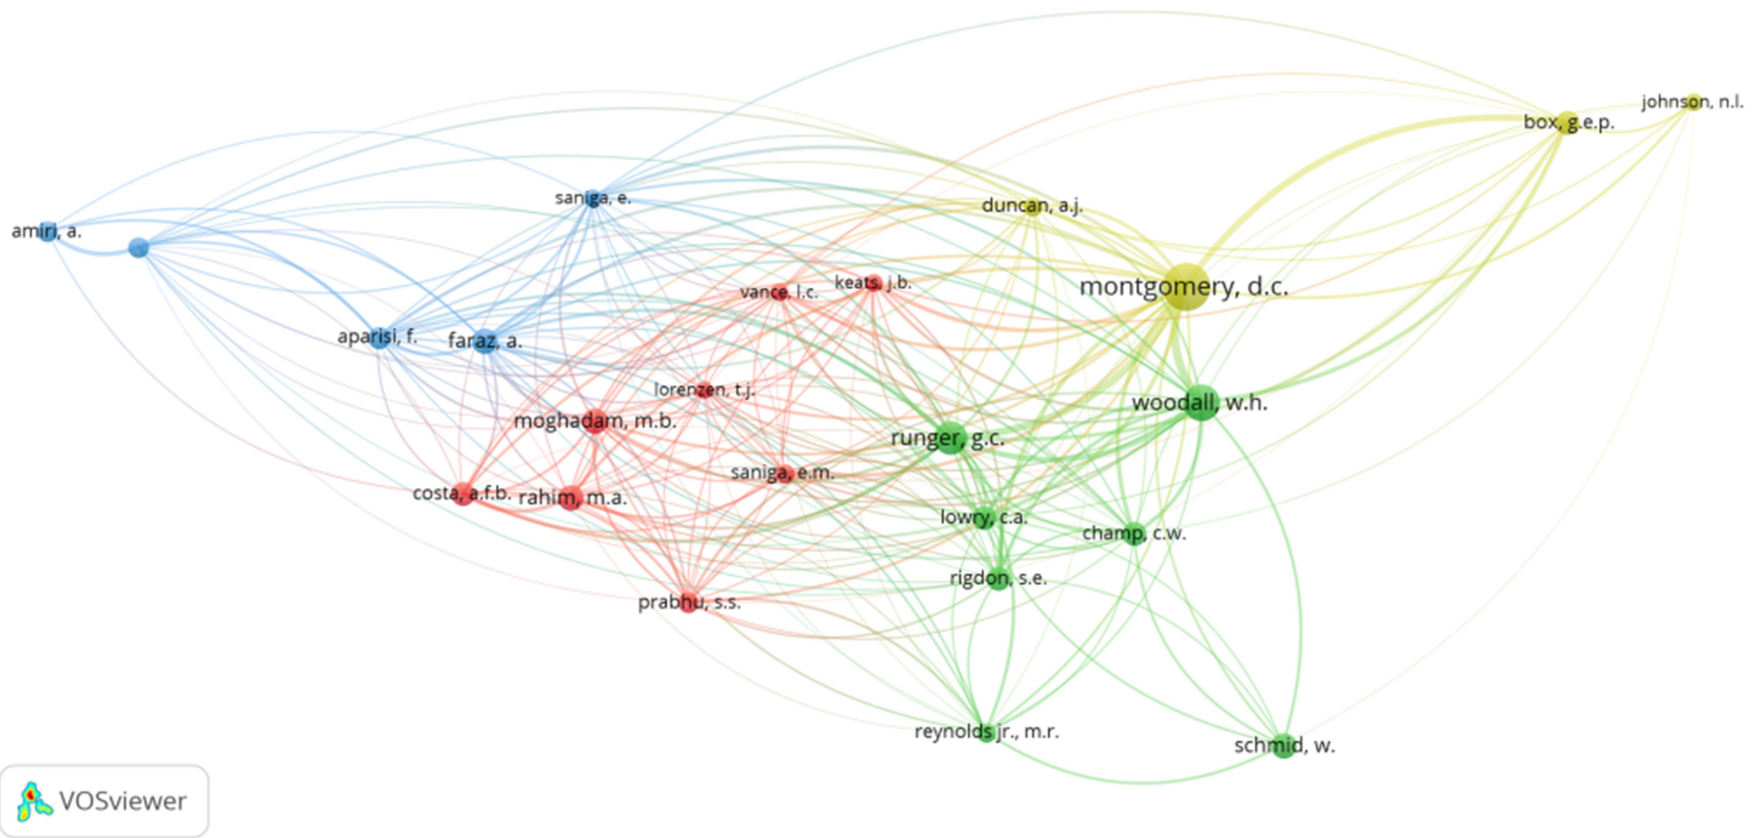 johnson, n.l.
box, g.e.p.
saniga, e.
duncan, a.j.
amiri, a.
vance, l.c.
keats, j.b.
montgomery, d.c.
aparisi, f.
faraz, a.
lorenzen, t.j.
woodall, w.h.
moghadam, m.b.
runger, g.c.
saniga, e.m.
costa, a.f.b.
rahim, m.a.
lowry, c.a.
champ, c.w.
rigdon, s.e.
prabhu, s.s.
reynolds jr., m.r.
schmid, w.
VOSviewer